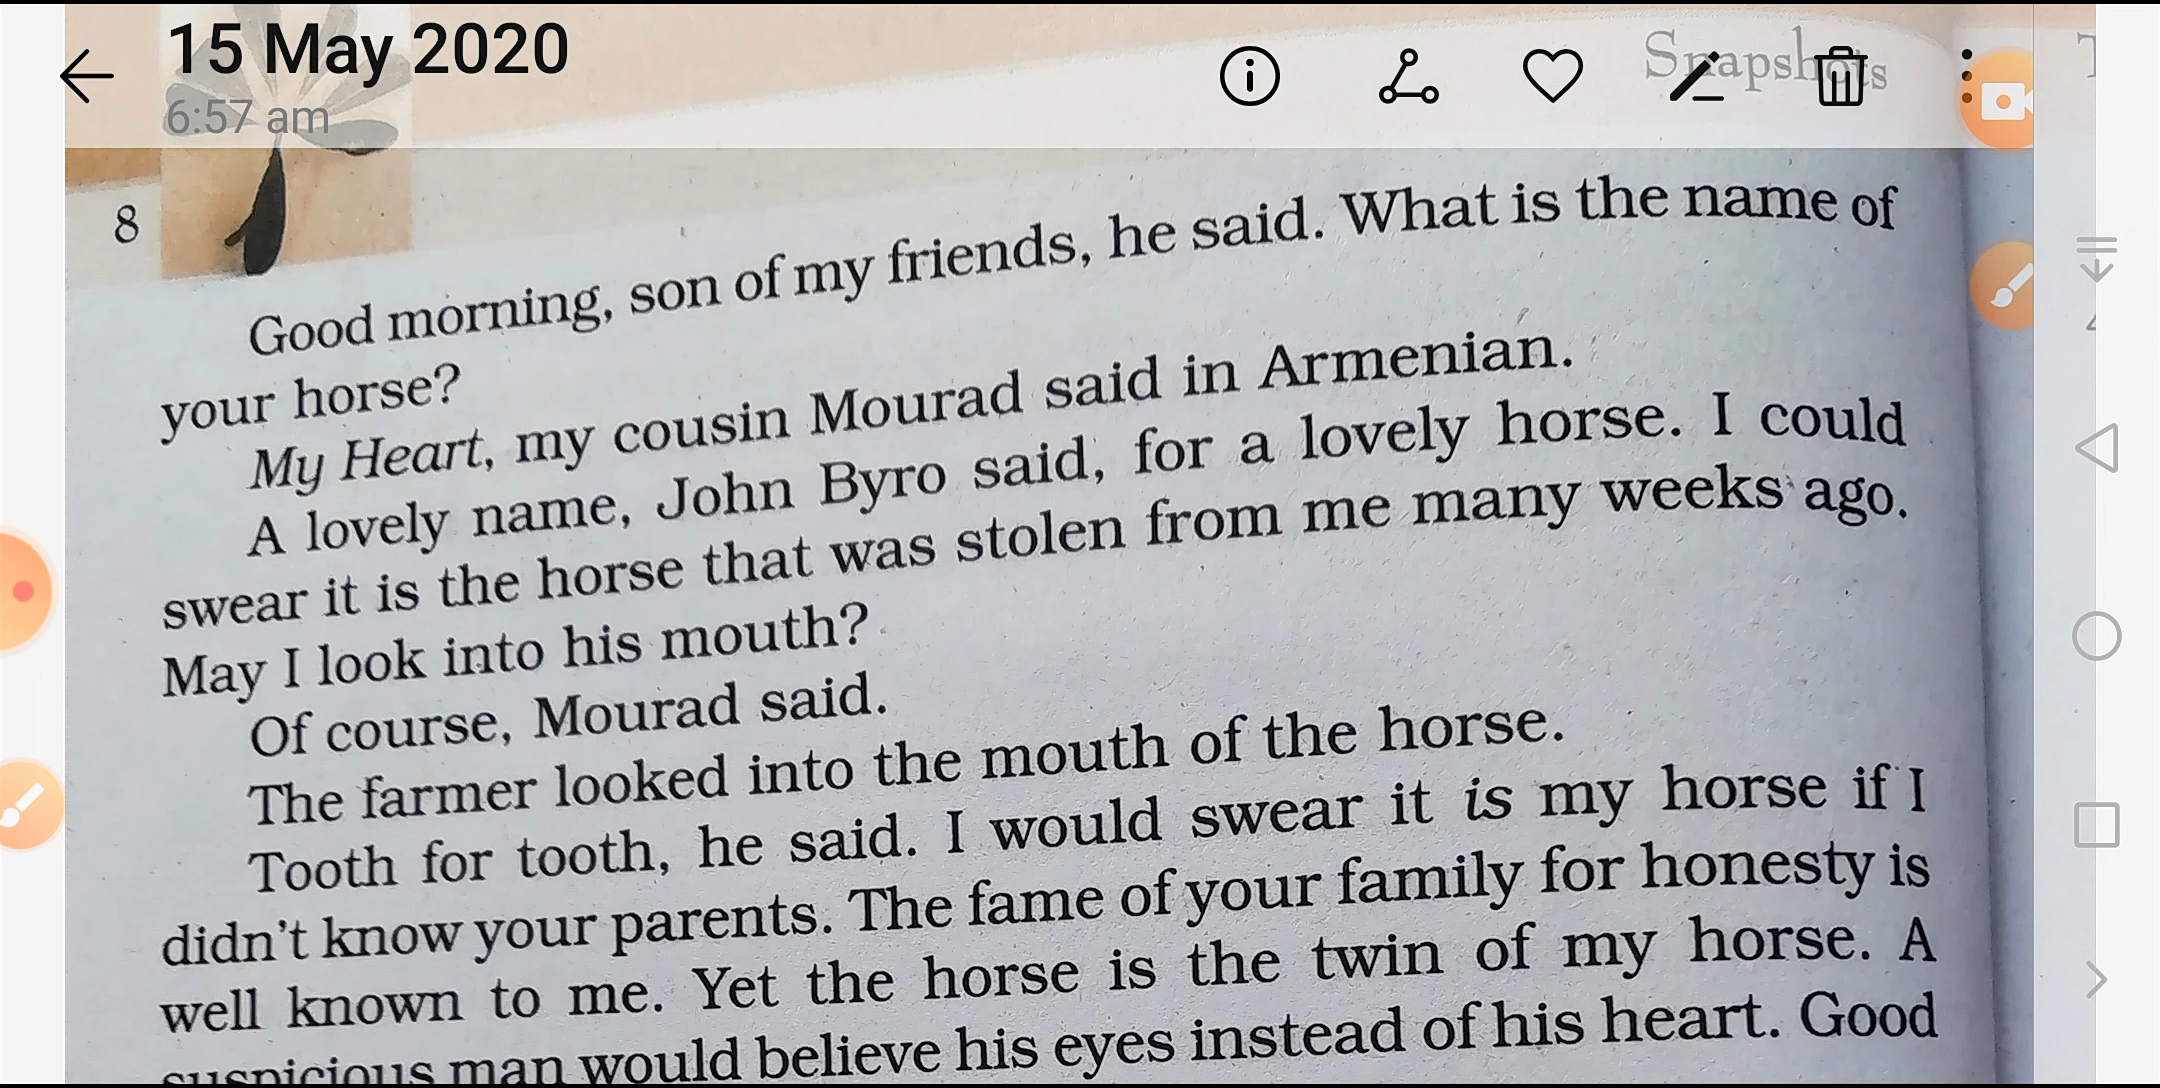 15 May 2020
6:57 am
Snapshots
8
Good morning, son of my friends, he said. What is the name of
your horse?
My Heart, my cousin Mourad said in Armenian.
A lovely name, John Byro said, for a lovely horse. I could
swear it is the horse that was stolen from me many weeks ago.
May I look into his mouth?
Of course, Mourad said.
The farmer looked into the mouth of the horse.
Tooth for tooth, he said. I would swear it is my horse if I
didn't know your parents. The fame of your family for honesty is
well known to me. Yet the horse is the twin of my horse. A
suspicious man would believe his eyes instead of his heart. Good